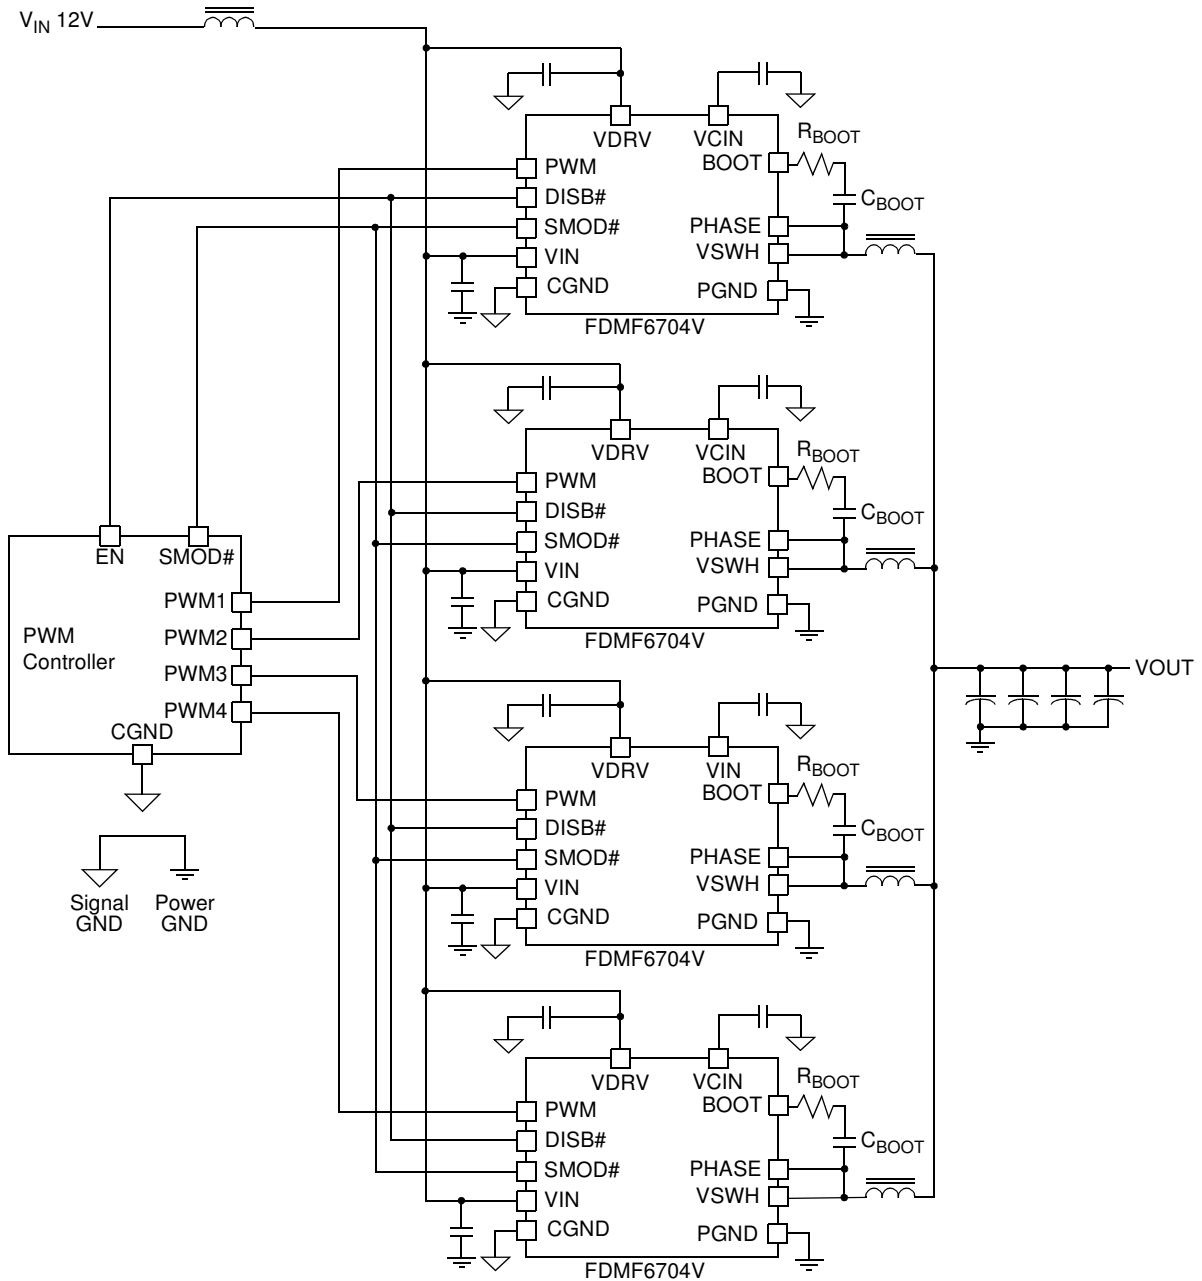 VIN 12V
VDRV
VCIN
RBOOT
BOOT
PWM
DISB#
CBOOT
SMOD#
PHASE
VSWH
VIN
CGND
PGND
FDMF6704V
VDRV
VCIN
RBOOT
BOOT
PWM
DISB#
CBOOT
SMOD#
PHASE
VSWH
VIN
CGND
PGND
FDMF6704V
EN
SMOD#
PWM1
PWM2
PWM3
PWM4
PWM
Controller
CGND
Signal
GND
Power
GND
VOUT
VDRV
VIN
RBOOT
BOOT
PWM
DISB#
CBOOT
SMOD#
PHASE
VSWH
VIN
CGND
PGND
FDMF6704V
VDRV
VCIN
RBOOT
BOOT
PWM
DISB#
CBOOT
SMOD#
PHASE
VSWH
VIN
CGND
PGND
FDMF6704V